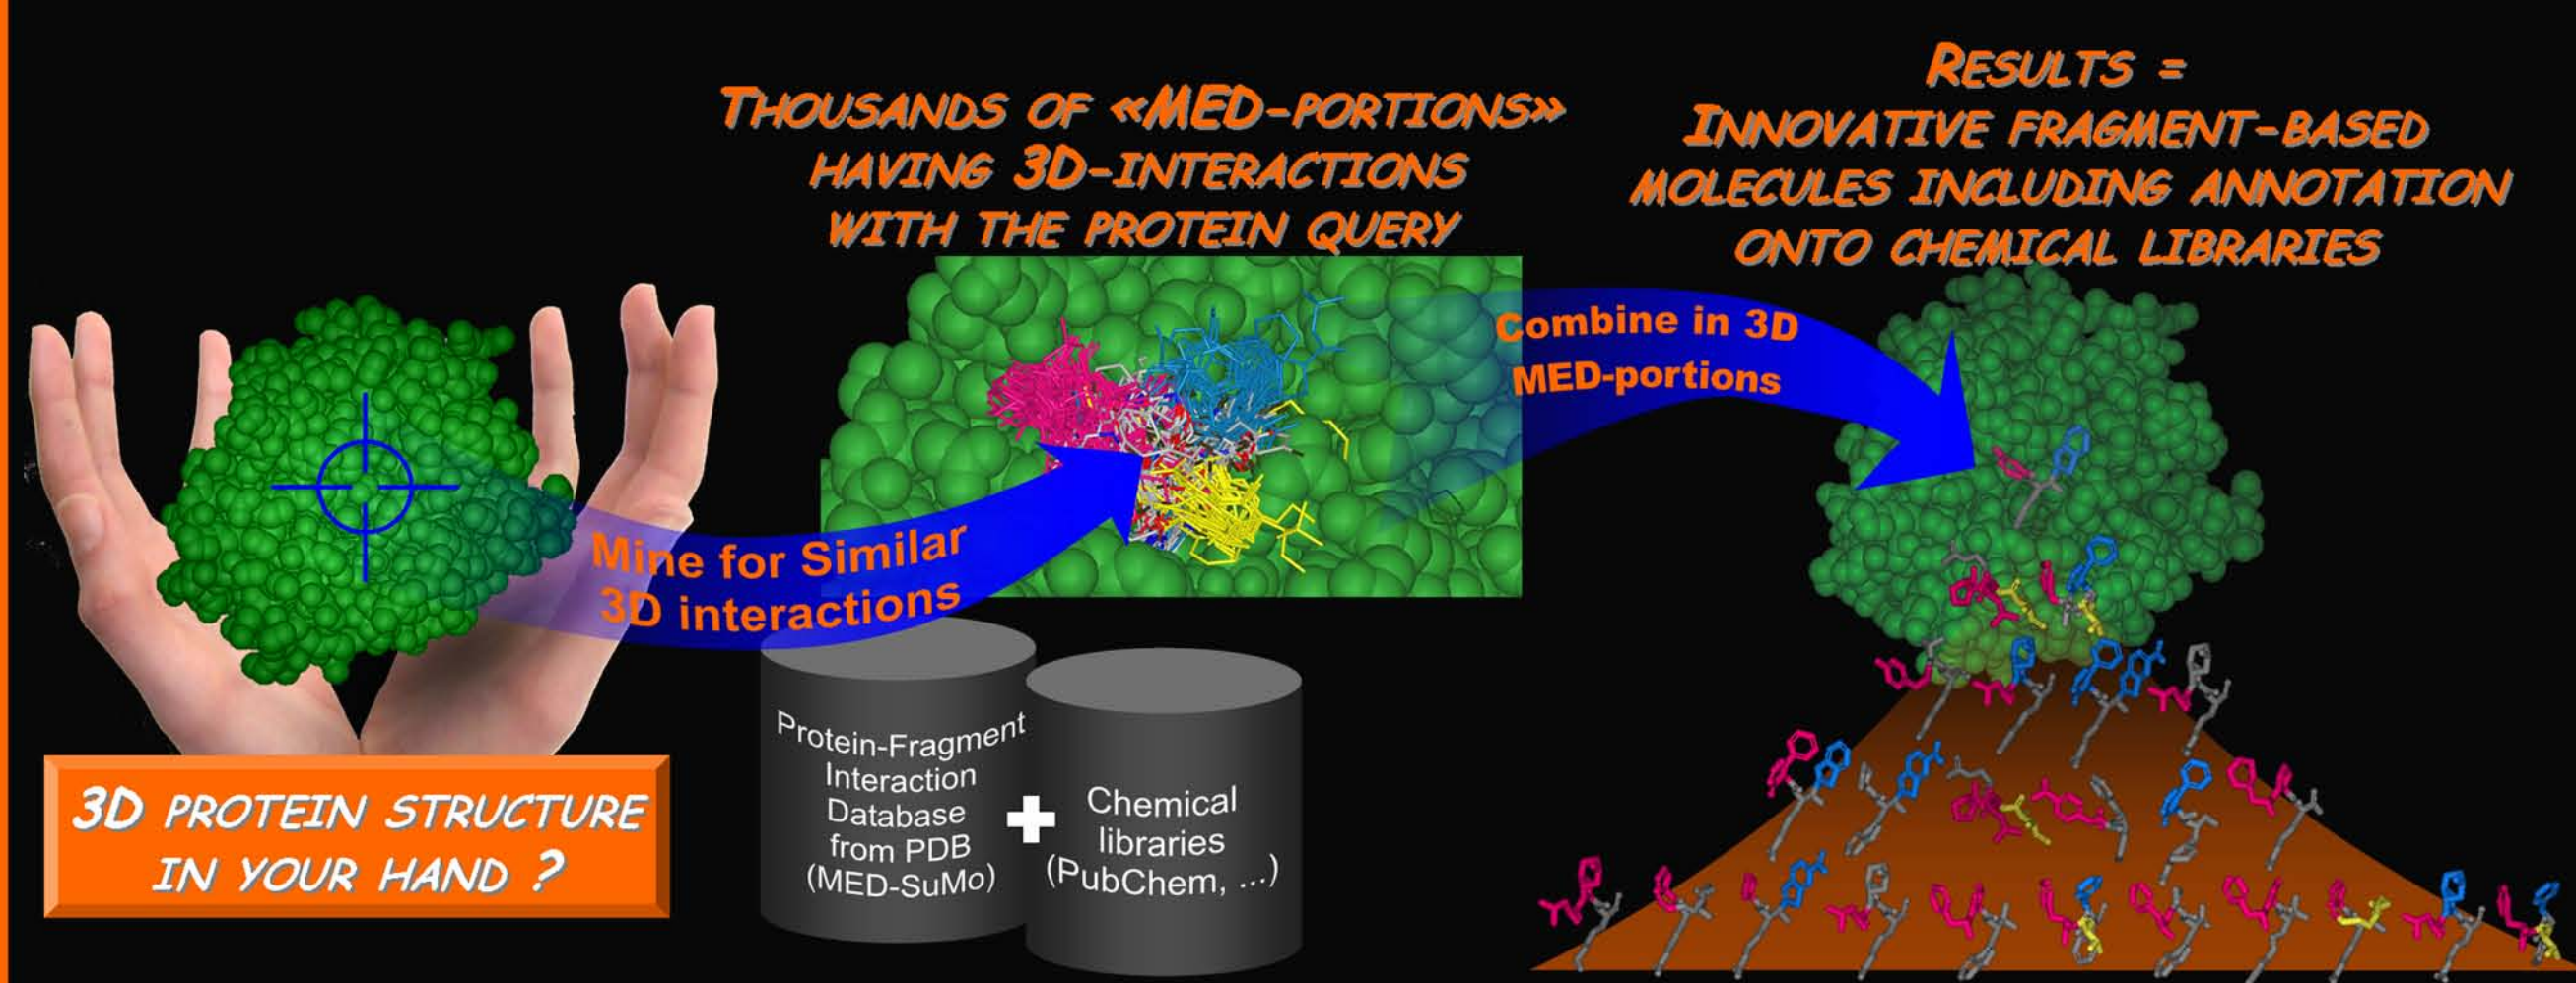 3D PROTEIN STRUCTURE
IN YOUR HAND ?
Mine for Similar
3D interactions
THOUSANDS OF «MED-PORTIONS»
HAVING 3D-INTERACTIONS
WITH THE PROTEIN QUERY
Protein-Fragment
Interaction
Database
from PDB
(MED-SuMo)
Chemical
libraries
(PubChem, ...)
Combine in 3D
MED-portions
RESULTS =
INNOVATIVE FRAGMENT-BASED
MOLECULES INCLUDING ANNOTATION
ONTO CHEMICAL LIBRARIES